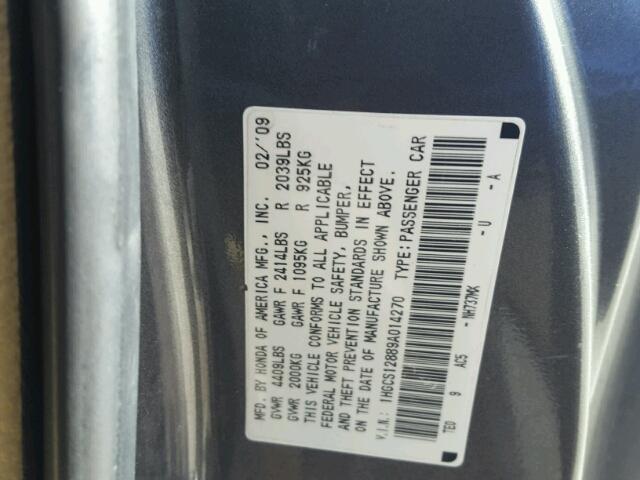 MFD. BY HONDA OF AMERICA MFG., INC. 02/'09
GVWR 4409LBS GAWR F 2414LBS R 2039LBS
GVWR 2000KG GAWR F 1095KG R 925KG
THIS VEHICLE CONFORMS TO ALL APPLICABLE
FEDERAL MOTOR VEHICLE SAFETY, BUMPER,
AND THEFT PREVENTION STANDARDS IN EFFECT
ON THE DATE OF MANUFACTURE SHOWN ABOVE.
V.I.N.: 1HGCS12889A014270 TYPE:PASSENGER CAR
TE0 9 AC5 - NH737MX - U - A